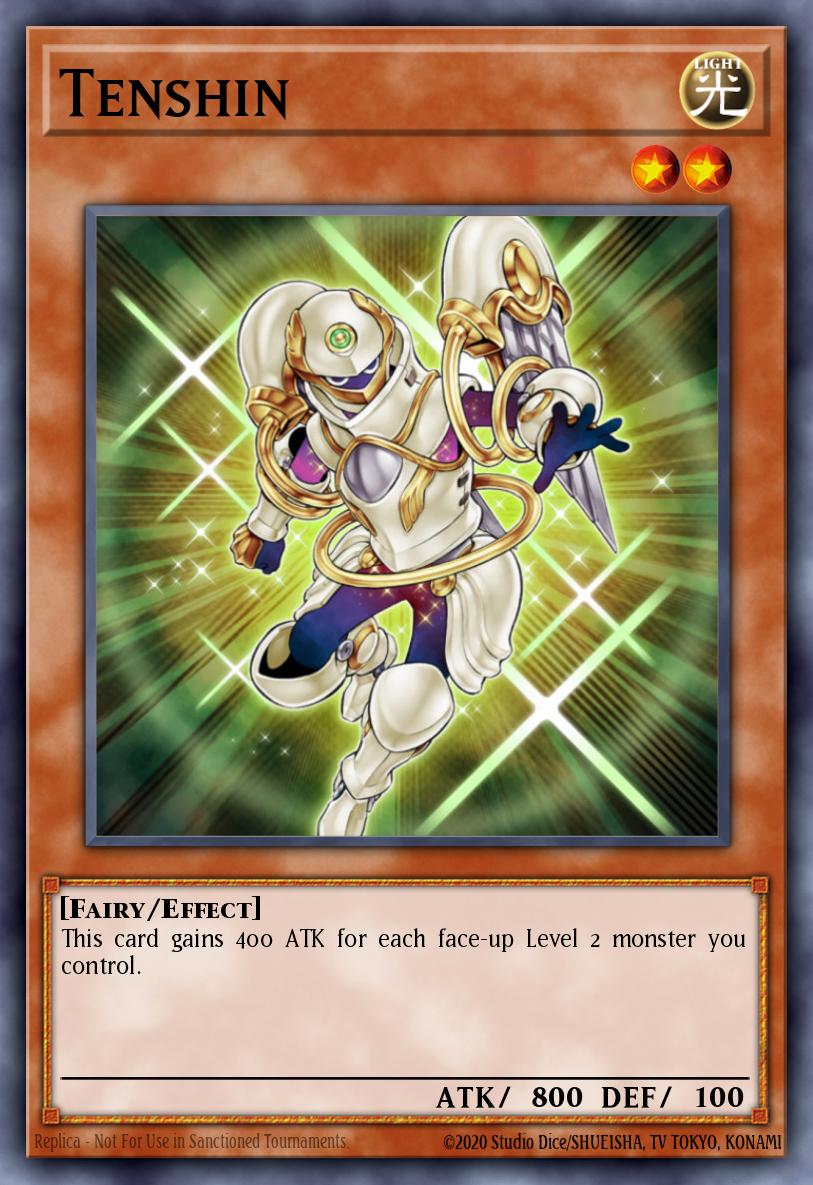 Tenshin
LIGHT
光
[Fairy/Effect]
This card gains 400 ATK for each face-up Level 2 monster you
control.
ATK/ 800 DEF/ 100
Replica - Not For Use in Sanctioned Tournaments.
©2020 Studio Dice/SHUEISHA, TV TOKYO, KONAMI